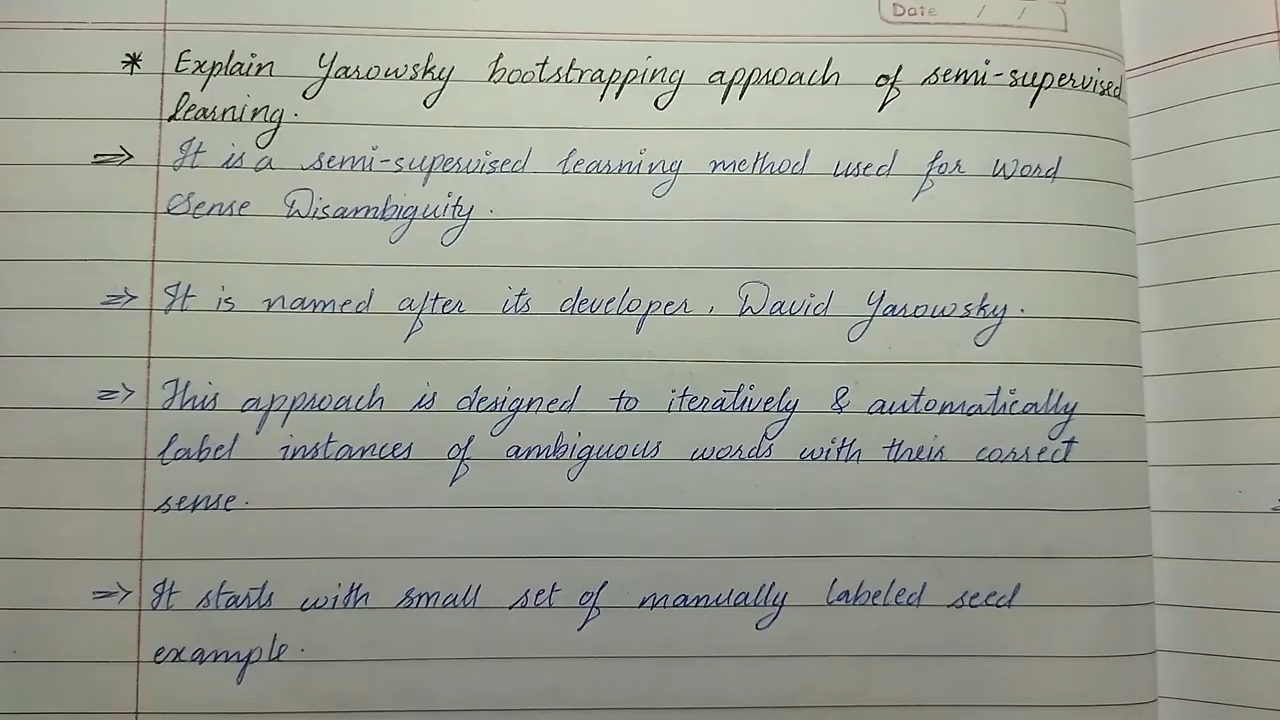 Date / /
* Explain Yarowsky bootstrapping approach of semi-supervised
learning.
=> It is a semi-supervised learning method used for Word
Sense Disambiguity.
=> It is named after its developer, David Yarowsky.
=> This approach is designed to iteratively & automatically
label instances of ambiguous words with their correct
sense.
=> It starts with small set of manually labeled seed
example.